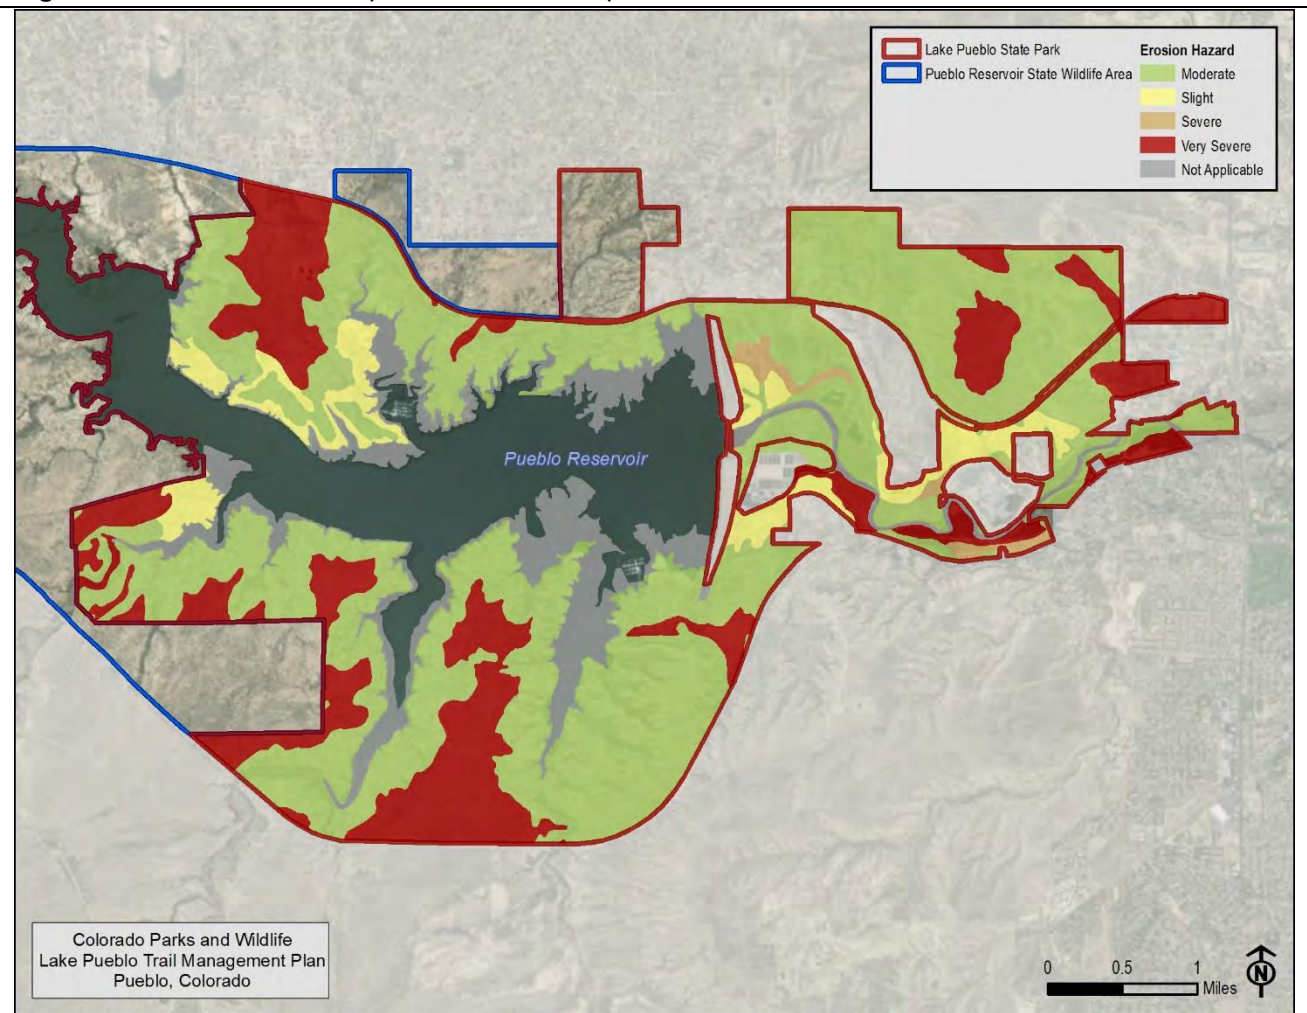 Lake Pueblo State Park
Pueblo Reservoir State Wildlife Area
Erosion Hazard
Moderate
Slight
Severe
Very Severe
Not Applicable
Pueblo Reservoir
Colorado Parks and Wildlife
Lake Pueblo Trail Management Plan
Pueblo, Colorado
0 0.5 1
Miles
N